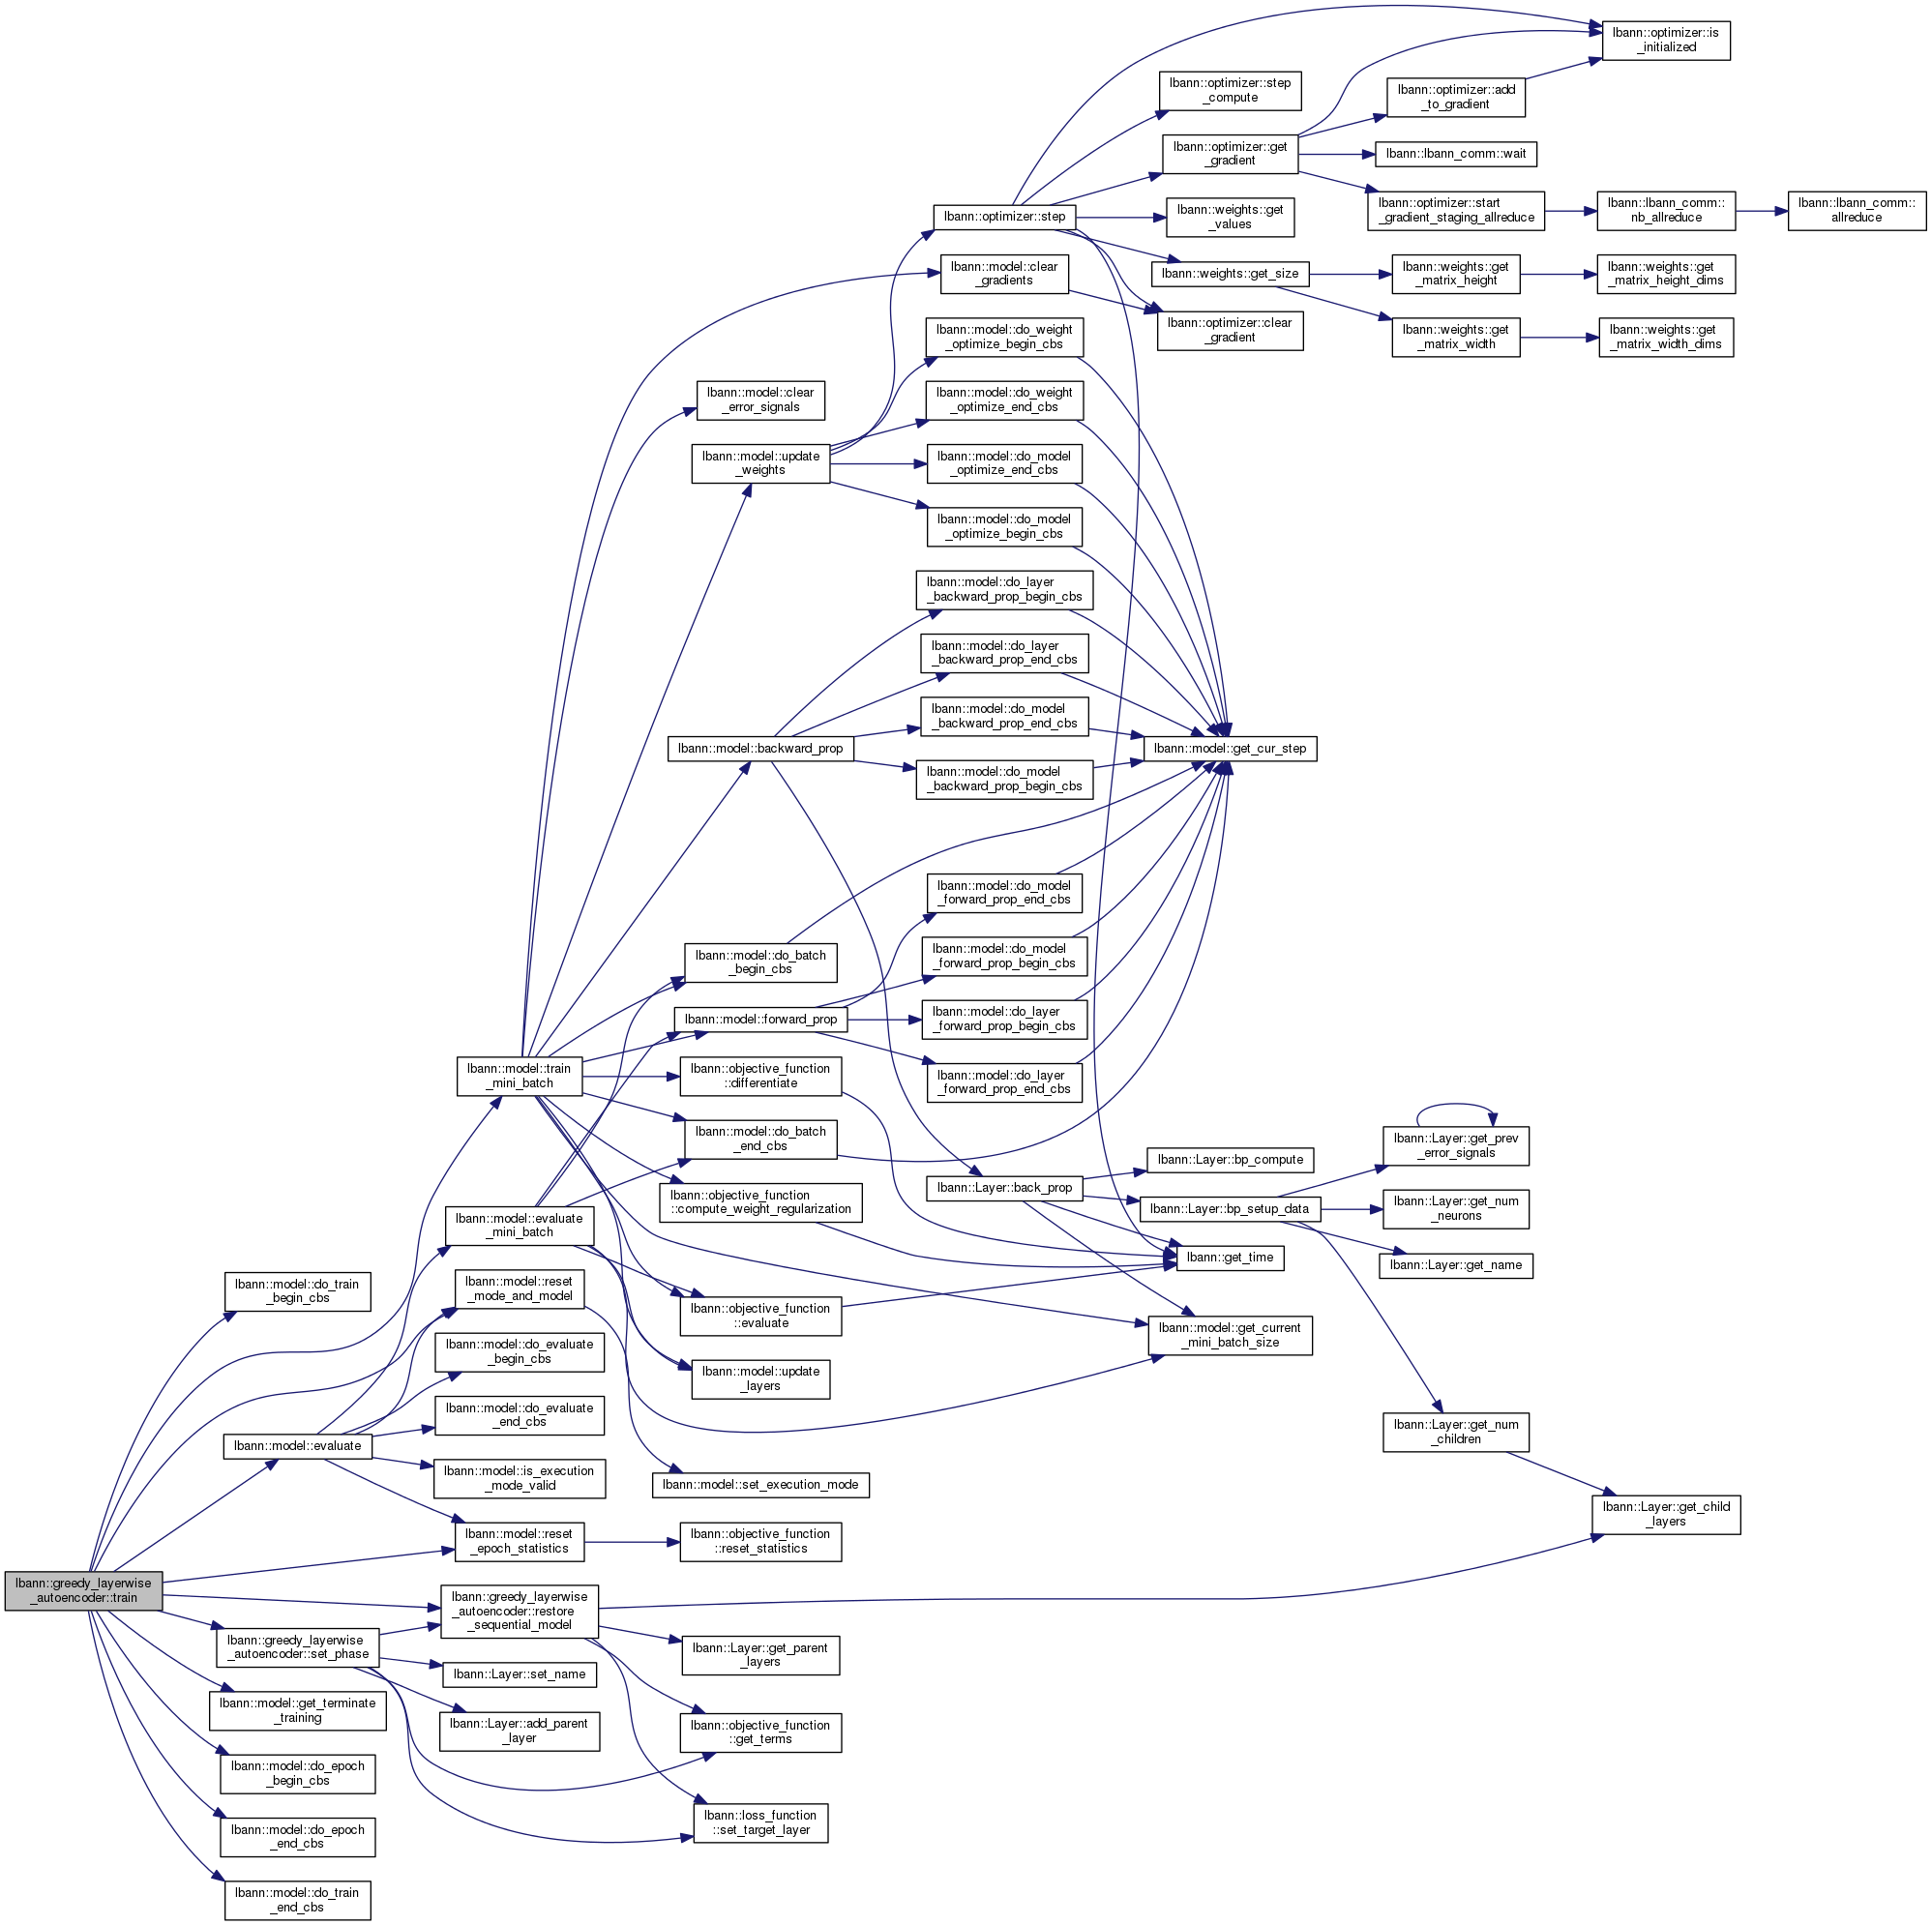 lbann::optimizer::is
_initialized
lbann::optimizer::step
_compute
lbann::optimizer::add
_to_gradient
lbann::optimizer::get
_gradient
lbann::lbann_comm::wait
lbann::optimizer::step
lbann::weights::get
_values
lbann::optimizer::start
_gradient_staging_allreduce
lbann::lbann_comm::
nb_allreduce
lbann::lbann_comm::
allreduce
lbann::model::clear
_gradients
lbann::weights::get_size
lbann::weights::get
_matrix_height
lbann::weights::get
_matrix_height_dims
lbann::optimizer::clear
_gradient
lbann::weights::get
_matrix_width
lbann::weights::get
_matrix_width_dims
lbann::model::do_weight
_optimize_begin_cbs
lbann::model::clear
_error_signals
lbann::model::do_weight
_optimize_end_cbs
lbann::model::update
_weights
lbann::model::do_model
_optimize_end_cbs
lbann::model::do_model
_optimize_begin_cbs
lbann::model::do_layer
_backward_prop_begin_cbs
lbann::model::do_layer
_backward_prop_end_cbs
lbann::model::do_model
_backward_prop_end_cbs
lbann::model::backward_prop
lbann::model::get_cur_step
lbann::model::do_model
_backward_prop_begin_cbs
lbann::model::do_model
_forward_prop_end_cbs
lbann::model::do_batch
_begin_cbs
lbann::model::do_model
_forward_prop_begin_cbs
lbann::model::forward_prop
lbann::model::do_layer
_forward_prop_begin_cbs
lbann::model::train
_mini_batch
lbann::objective_function
::differentiate
lbann::model::do_layer
_forward_prop_end_cbs
lbann::model::do_batch
_end_cbs
lbann::Layer::get_prev
_error_signals
lbann::Layer::bp_compute
lbann::objective_function
::compute_weight_regularization
lbann::Layer::back_prop
lbann::Layer::bp_setup_data
lbann::Layer::get_num
_neurons
lbann::model::evaluate
_mini_batch
lbann::get_time
lbann::Layer::get_name
lbann::model::do_train
_begin_cbs
lbann::model::reset
_mode_and_model
lbann::objective_function
::evaluate
lbann::model::get_current
_mini_batch_size
lbann::model::do_evaluate
_begin_cbs
lbann::model::update
_layers
lbann::model::do_evaluate
_end_cbs
lbann::Layer::get_num
_children
lbann::model::evaluate
lbann::model::is_execution
_mode_valid
lbann::model::set_execution_mode
lbann::Layer::get_child
_layers
lbann::model::reset
_epoch_statistics
lbann::objective_function
::reset_statistics
lbann::greedy_layerwise
_autoencoder::train
lbann::greedy_layerwise
_autoencoder::restore
_sequential_model
lbann::greedy_layerwise
_autoencoder::set_phase
lbann::Layer::get_parent
_layers
lbann::Layer::set_name
lbann::model::get_terminate
_training
lbann::Layer::add_parent
_layer
lbann::objective_function
::get_terms
lbann::model::do_epoch
_begin_cbs
lbann::loss_function
::set_target_layer
lbann::model::do_epoch
_end_cbs
lbann::model::do_train
_end_cbs